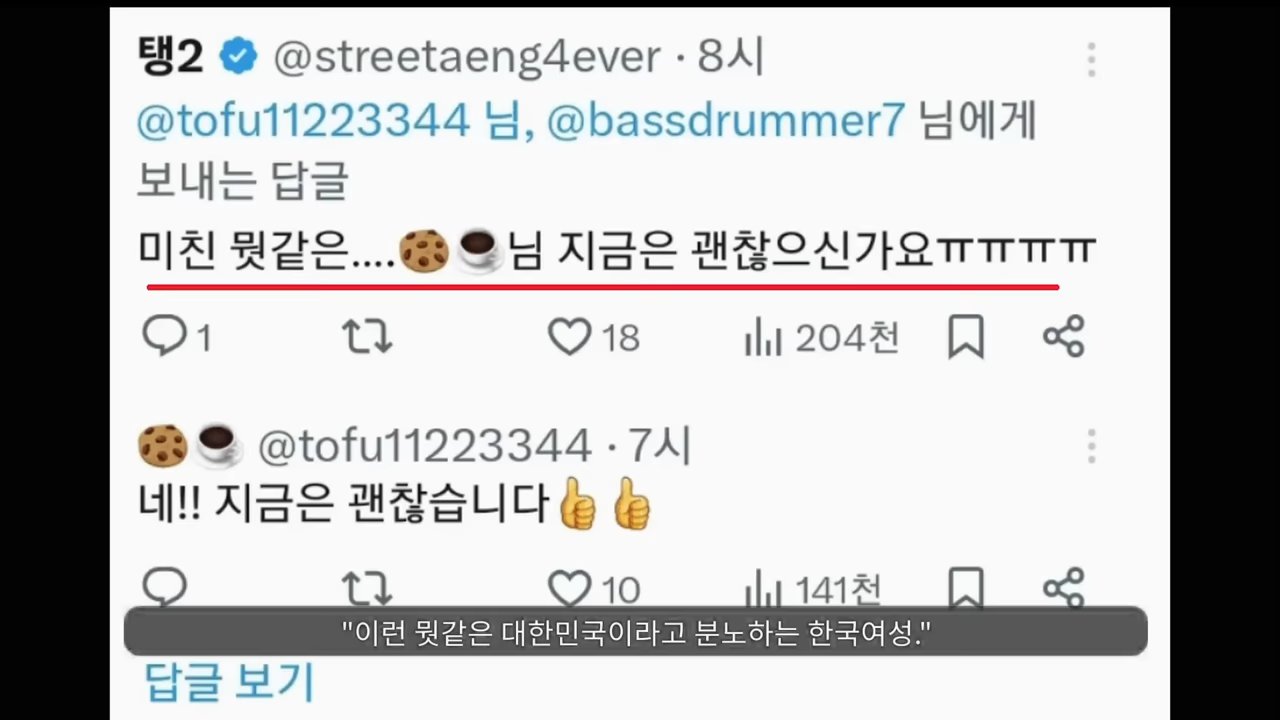 탱2 @streetaeng4ever · 8시
@tofu11223344 님, @bassdrummer7 님에게
보내는 답글
미친 뭣같은....🍪☕님 지금은 괜찮으신가요ㅠㅠㅠㅠ
1 18 204천
🍪☕ @tofu11223344 · 7시
네!! 지금은 괜찮습니다👍👍
10 141천
"이런 뭣같은 대한민국이라고 분노하는 한국여성."
답글 보기